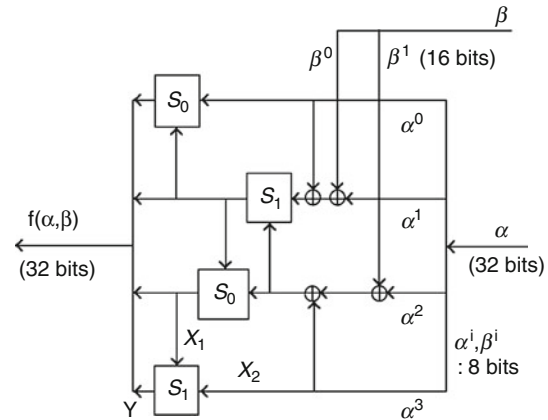 β
β⁰
β¹ (16 bits)
S₀
α⁰
S₁
α¹
f(α,β)
(32 bits)
α
(32 bits)
S₀
α²
X₁
αⁱ,βⁱ
: 8 bits
X₂
S₁
Y
α³